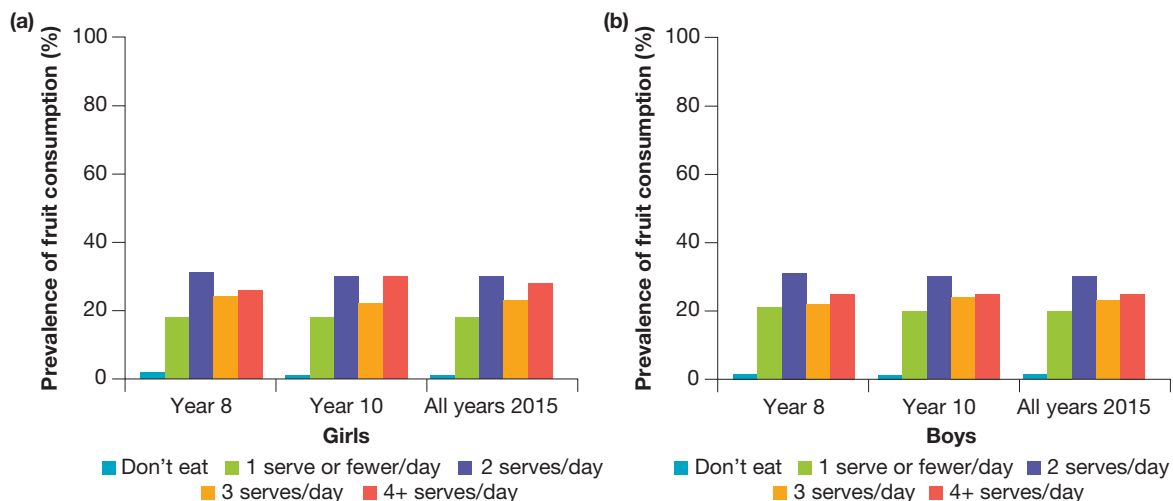 (a)
Prevalence of fruit consumption (%)
100
80
60
40
20
0
Year 8 Year 10 All years 2015
Girls
Don't eat 1 serve or fewer/day 2 serves/day
3 serves/day 4+ serves/day
(b)
Prevalence of fruit consumption (%)
100
80
60
40
20
0
Year 8 Year 10 All years 2015
Boys
Don't eat 1 serve or fewer/day 2 serves/day
3 serves/day 4+ serves/day